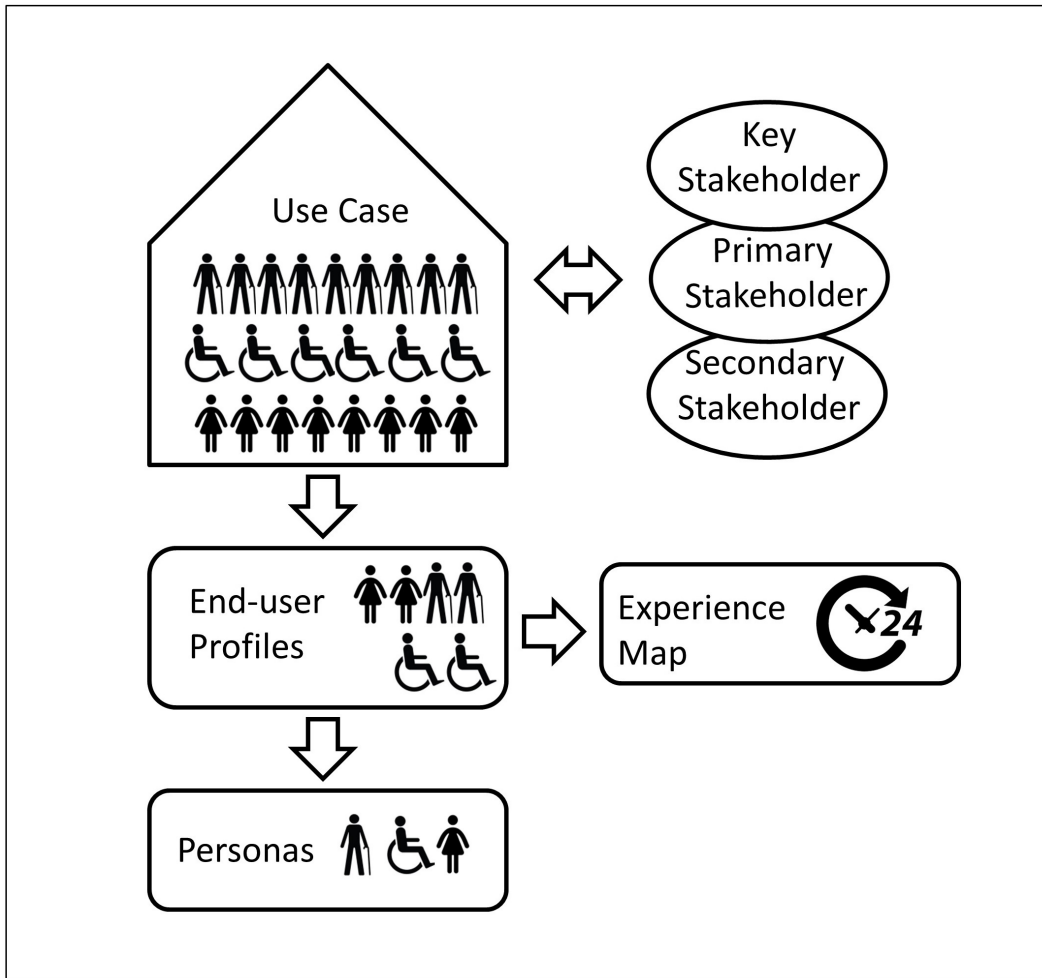 Use Case
Key
Stakeholder
Primary
Stakeholder
Secondary
Stakeholder
End-user
Profiles
Experience
Map
24
Personas